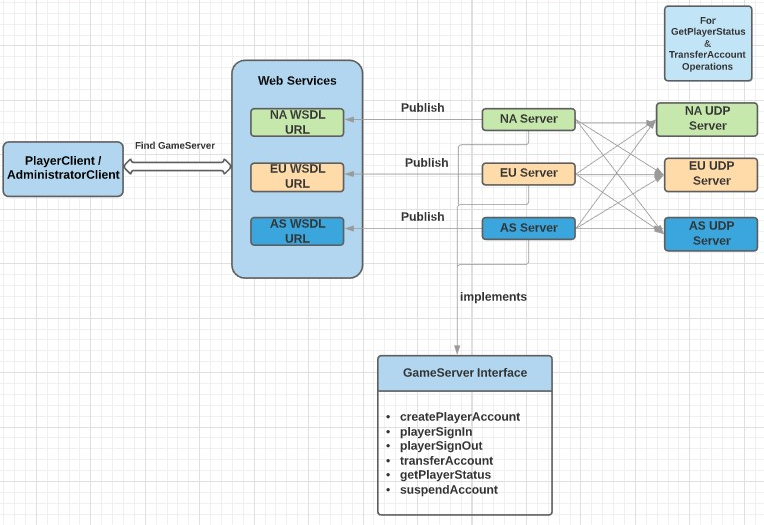 For
GetPlayerStatus
&
TransferAccount
Operations
Web Services
NA WSDL
URL
Publish
NA Server
NA UDP
Server
Find GameServer
PlayerClient /
AdministratorClient
EU WSDL
URL
Publish
EU Server
EU UDP
Server
AS WSDL
URL
Publish
AS Server
AS UDP
Server
implements
GameServer Interface
• createPlayerAccount
• playerSignIn
• playerSignOut
• transferAccount
• getPlayerStatus
• suspendAccount